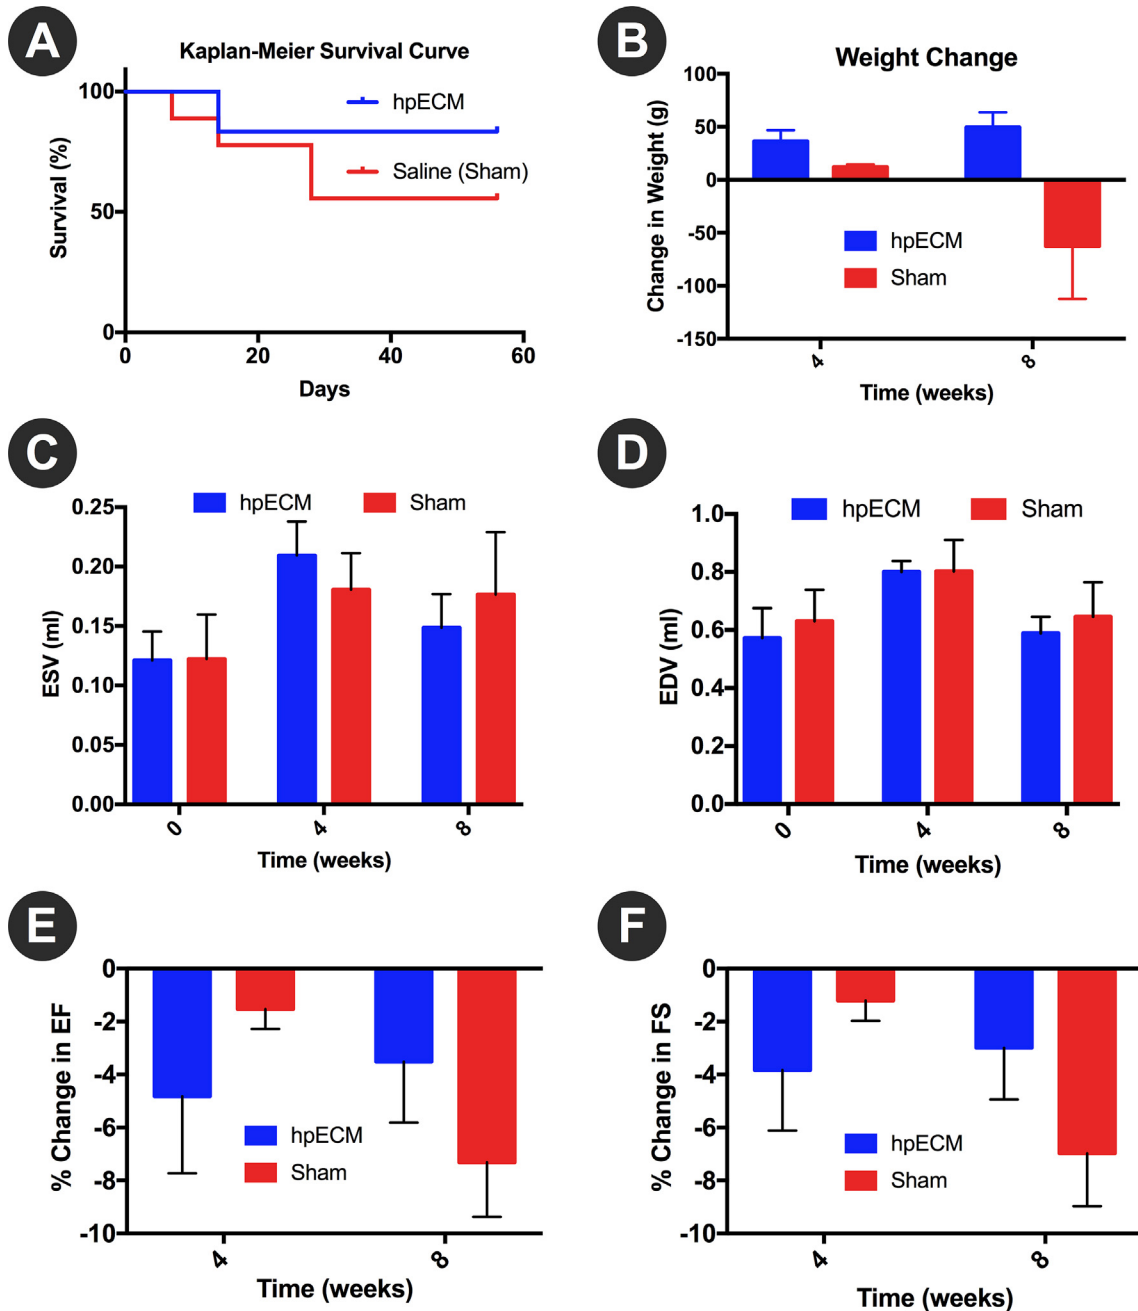 A
Kaplan-Meier Survival Curve
100
50
0
Survival (%)
hpECM
Saline (Sham)
0 20 40 60
Days
B
Weight Change
100
50
0
-50
-100
-150
Change in Weight (g)
hpECM
Sham
4 8
Time (weeks)
C
hpECM Sham
0.25
0.20
0.15
0.10
0.05
0.00
ESV (ml)
0 4 8
Time (weeks)
D
hpECM Sham
1.0
0.8
0.6
0.4
0.2
0.0
EDV (ml)
0 4 8
Time (weeks)
E
0
-2
-4
-6
-8
-10
% Change in EF
hpECM
Sham
4 8
Time (weeks)
F
0
-2
-4
-6
-8
-10
% Change in FS
hpECM
Sham
4 8
Time (weeks)